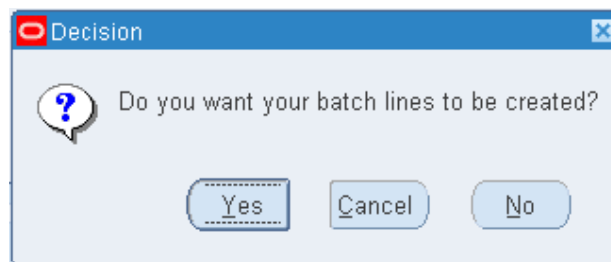 Decision
Do you want your batch lines to be created?
Yes Cancel No